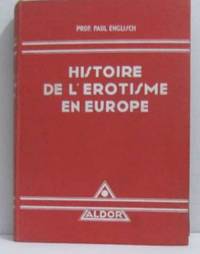 PROF. PAUL ENGLISCH
HISTOIRE
DE L'EROTISME
EN EUROPE
ALDOR